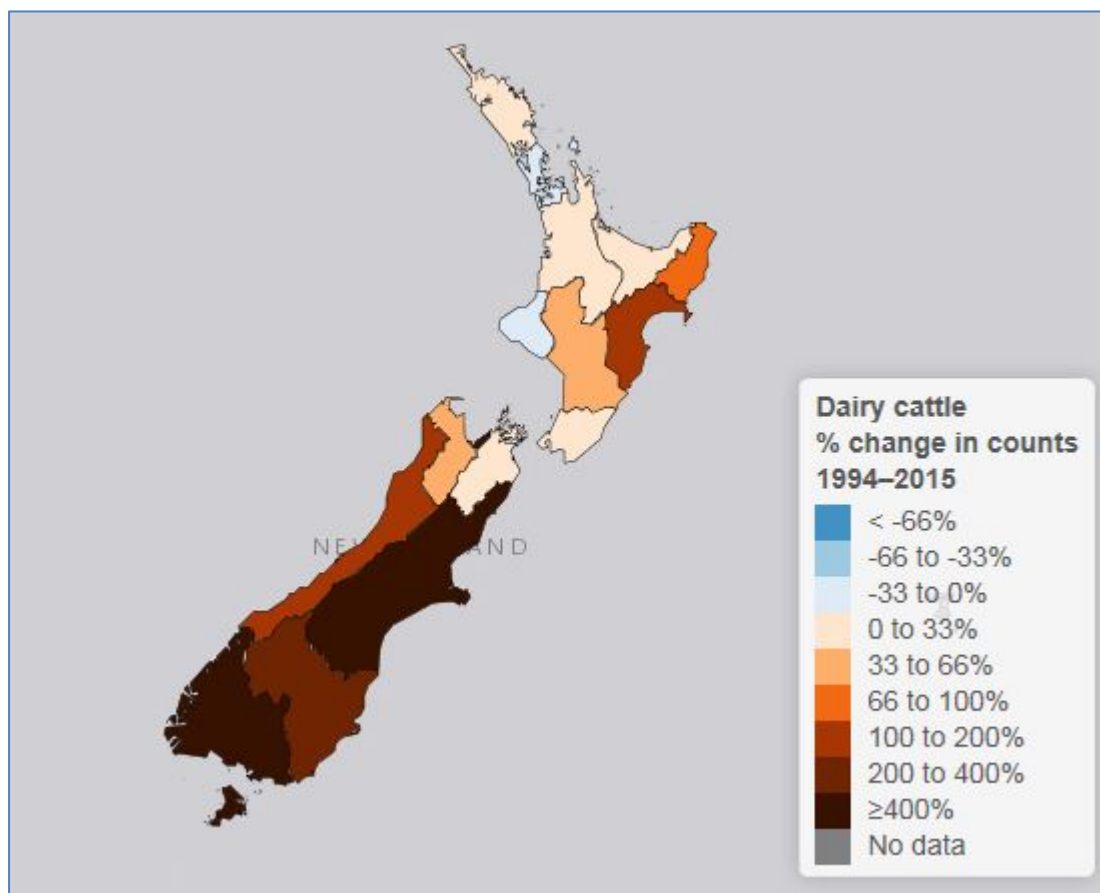 NEW ZEALAND
Dairy cattle
% change in counts
1994–2015
< -66%
-66 to -33%
-33 to 0%
0 to 33%
33 to 66%
66 to 100%
100 to 200%
200 to 400%
≥400%
No data